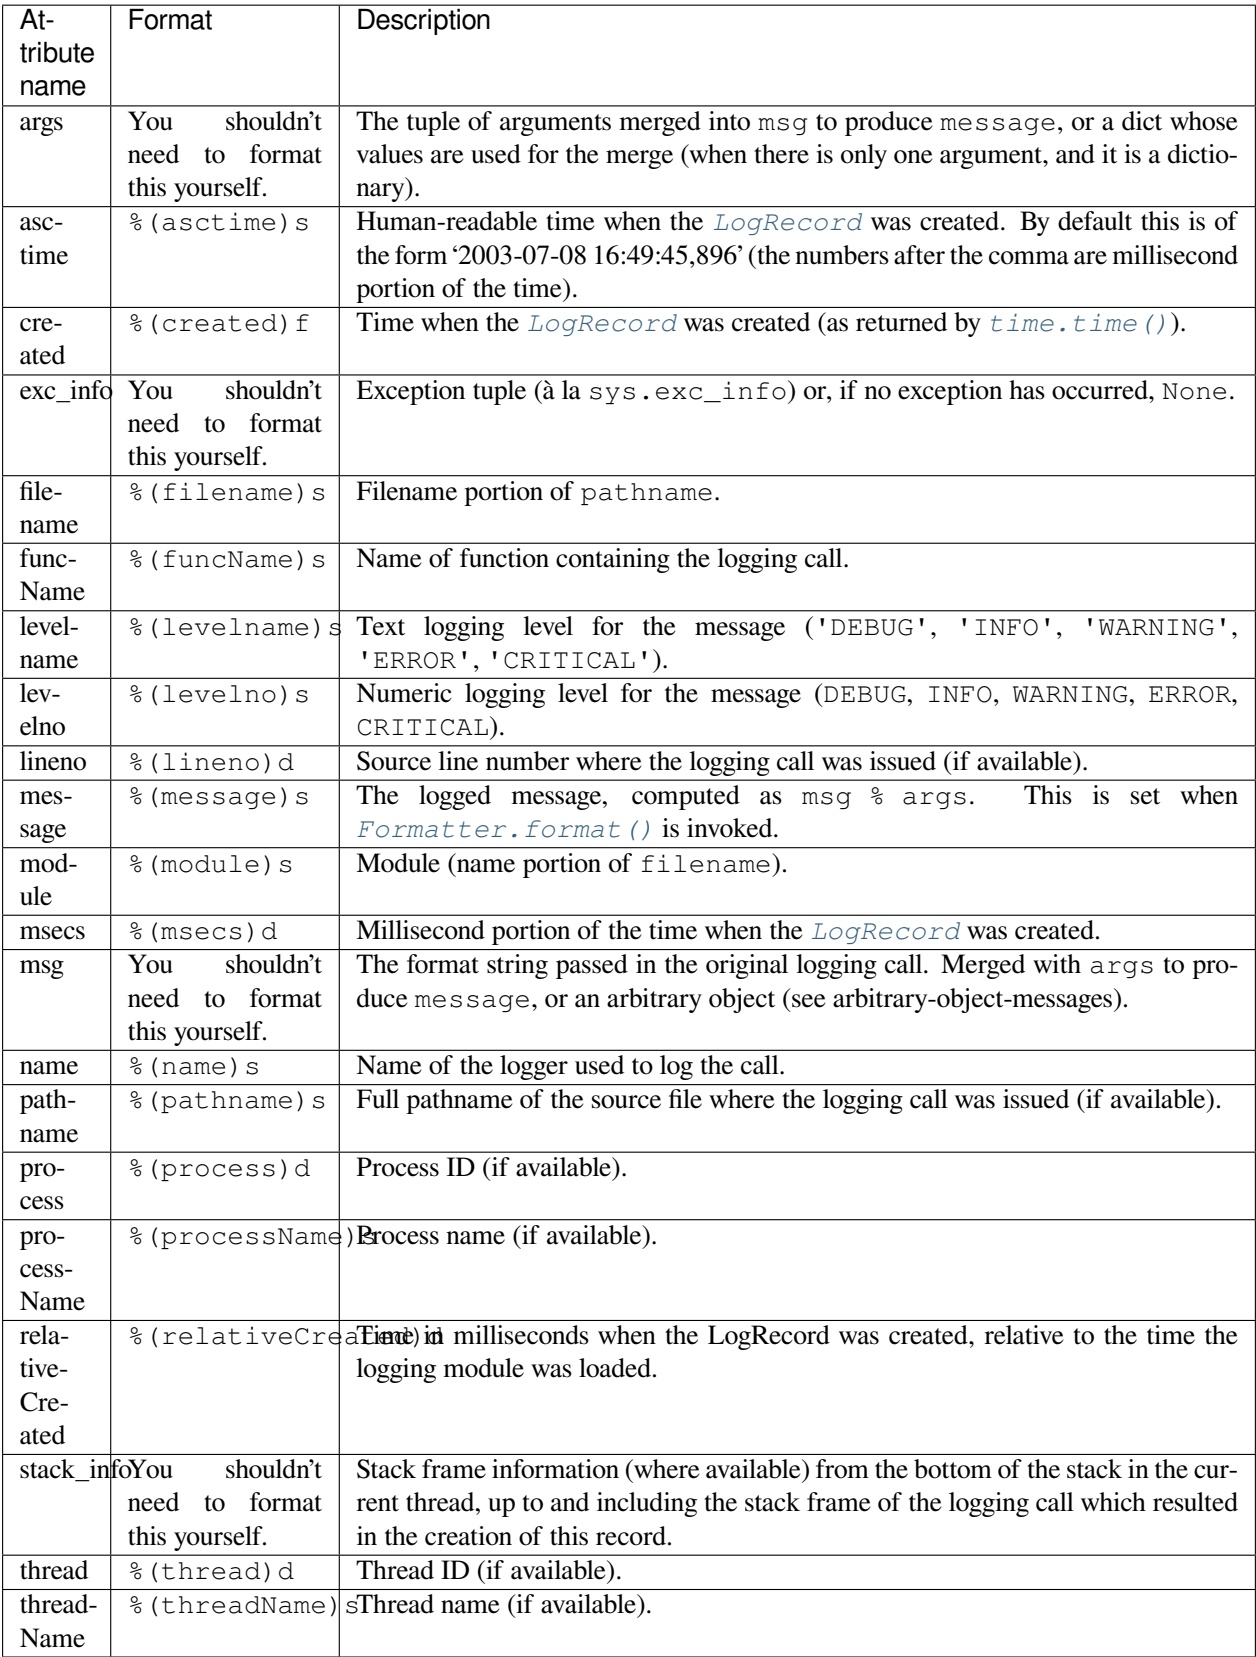 At-
tribute
name
Format
Description
args
You shouldn't
need to format
this yourself.
The tuple of arguments merged into msg to produce message, or a dict whose
values are used for the merge (when there is only one argument, and it is a dictio-
nary).
asc-
time
%(asctime)s
Human-readable time when the LogRecord was created. By default this is of
the form ‘2003-07-08 16:49:45,896’ (the numbers after the comma are millisecond
portion of the time).
cre-
ated
%(created)f
Time when the LogRecord was created (as returned by time.time()).
exc_info
You shouldn't
need to format
this yourself.
Exception tuple (à la sys.exc_info) or, if no exception has occurred, None.
file-
name
%(filename)s
Filename portion of pathname.
func-
Name
%(funcName)s
Name of function containing the logging call.
level-
name
%(levelname)s
Text logging level for the message ('DEBUG', 'INFO', 'WARNING',
'ERROR', 'CRITICAL').
lev-
elno
%(levelno)s
Numeric logging level for the message (DEBUG, INFO, WARNING, ERROR,
CRITICAL).
lineno
%(lineno)d
Source line number where the logging call was issued (if available).
mes-
sage
%(message)s
The logged message, computed as msg % args. This is set when
Formatter.format() is invoked.
mod-
ule
%(module)s
Module (name portion of filename).
msecs
%(msecs)d
Millisecond portion of the time when the LogRecord was created.
msg
You shouldn't
need to format
this yourself.
The format string passed in the original logging call. Merged with args to pro-
duce message, or an arbitrary object (see arbitrary-object-messages).
name
%(name)s
Name of the logger used to log the call.
path-
name
%(pathname)s
Full pathname of the source file where the logging call was issued (if available).
pro-
cess
%(process)d
Process ID (if available).
pro-
cess-
Name
%(processName)s
Process name (if available).
rela-
tive-
Cre-
ated
%(relativeCreated)d
Time in milliseconds when the LogRecord was created, relative to the time the
logging module was loaded.
stack_info
You shouldn't
need to format
this yourself.
Stack frame information (where available) from the bottom of the stack in the cur-
rent thread, up to and including the stack frame of the logging call which resulted
in the creation of this record.
thread
%(thread)d
Thread ID (if available).
thread-
Name
%(threadName)s
Thread name (if available).